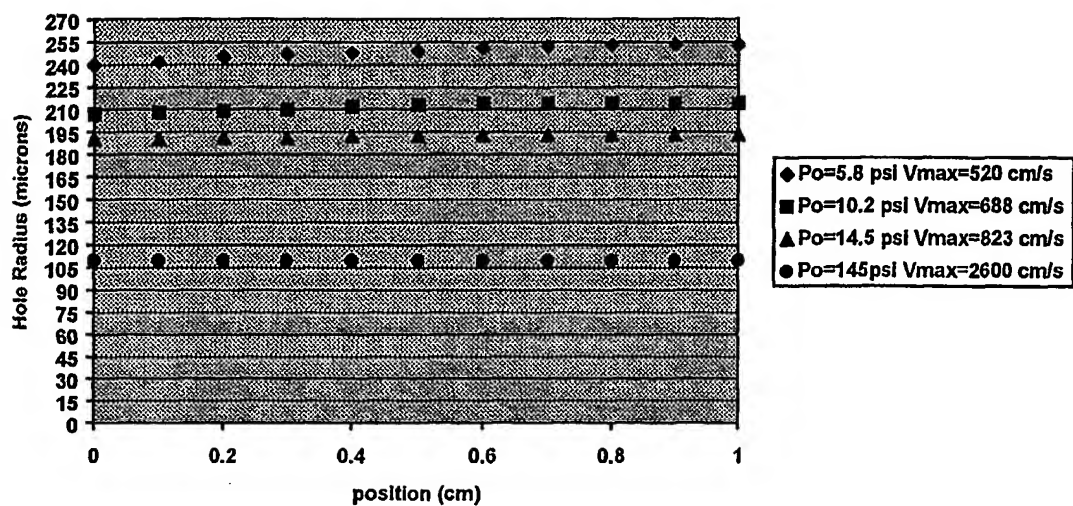 Hole Radius (microns)
270
255
240
225
210
195
180
165
150
135
120
105
90
75
60
45
30
15
0
0 0.2 0.4 0.6 0.8 1
position (cm)
Po=5.8 psi Vmax=520 cm/s
Po=10.2 psi Vmax=688 cm/s
Po=14.5 psi Vmax=823 cm/s
Po=145psi Vmax=2600 cm/s